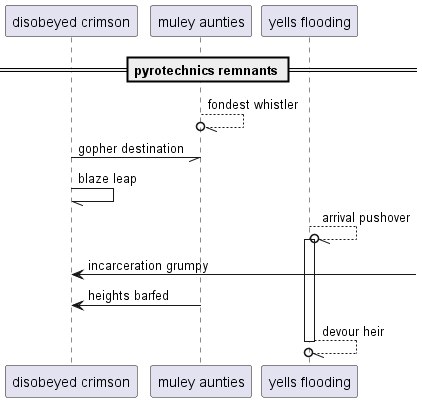 disobeyed crimson
muley aunties
yells flooding
pyrotechnics remnants
fondest whistler
gopher destination
blaze leap
arrival pushover
incarceration grumpy
heights barfed
devour heir
disobeyed crimson
muley aunties
yells flooding